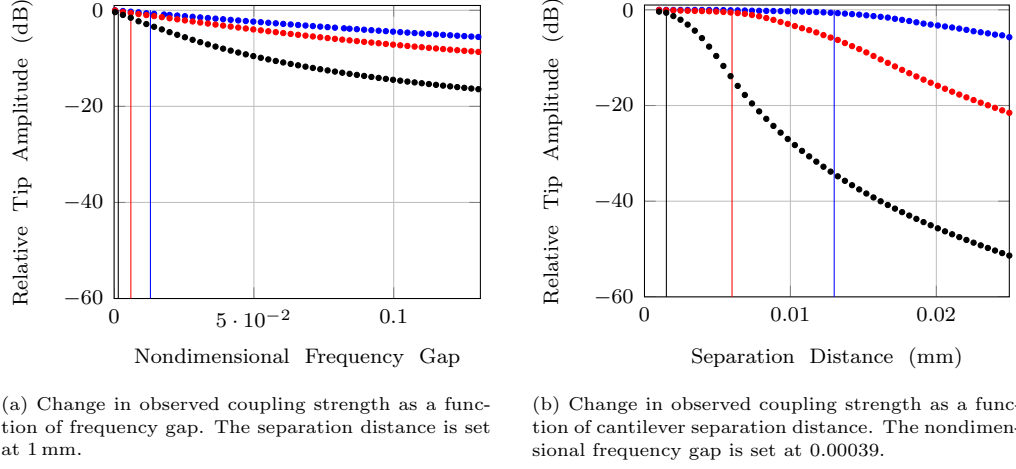 0
−20
−40
−60
0
5 · 10−2
0.1
Relative Tip Amplitude (dB)
Nondimensional Frequency Gap
(a) Change in observed coupling strength as a func-
tion of frequency gap. The separation distance is set
at 1 mm.
0
−20
−40
−60
0
0.01
0.02
Relative Tip Amplitude (dB)
Separation Distance (mm)
(b) Change in observed coupling strength as a func-
tion of cantilever separation distance. The nondimen-
sional frequency gap is set at 0.00039.